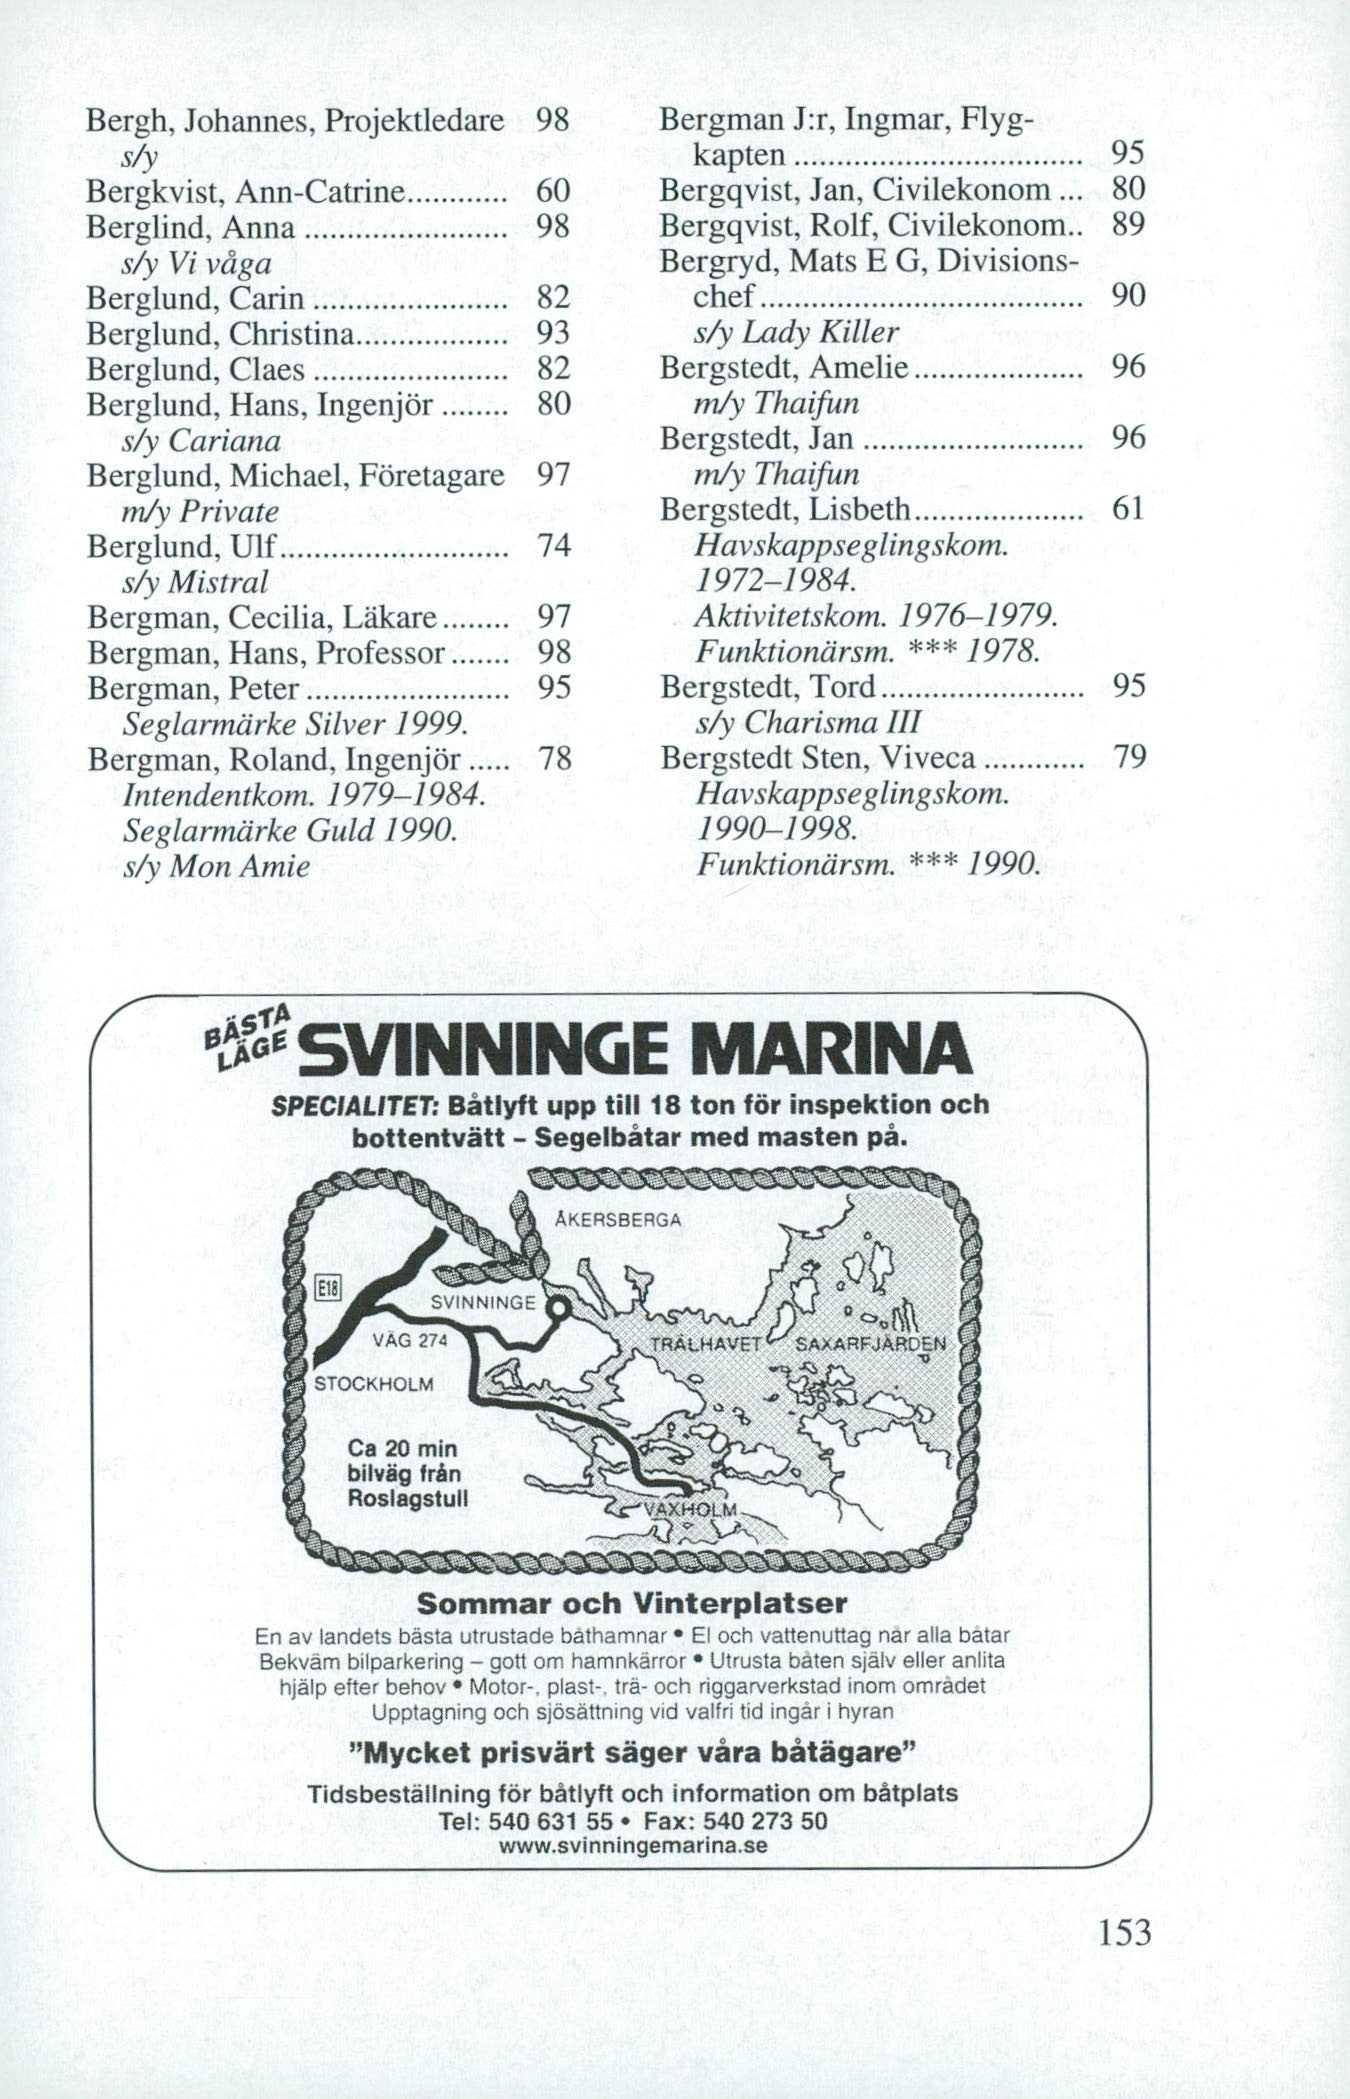 Bergh, Johannes, Projektledare 98
s/y
Bergkvist, Ann-Catrine............ 60
Berglind, Anna ........................ 98
s/y Vi våga
Berglund, Carin ....................... 82
Berglund, Christina.................. 93
Berglund, Claes ....................... 82
Berglund, Hans, Ingenjör ........ 80
s/y Cariana
Berglund, Michael, Företagare 97
m/y Private
Berglund, Ulf........................... 74
s/y Mistral
Bergman, Cecilia, Läkare........ 97
Bergman, Hans, Professor....... 98
Bergman, Peter ........................ 95
Seglarmärke Silver 1999.
Bergman, Roland, Ingenjör ..... 78
Intendentkom. 1979–1984.
Seglarmärke Guld 1990.
s/y Mon Amie
Bergman J:r, Ingmar, Flyg-
kapten .................................. 95
Bergqvist, Jan, Civilekonom ... 80
Bergqvist, Rolf, Civilekonom.. 89
Bergryd, Mats E G, Divisions-
chef...................................... 90
s/y Lady Killer
Bergstedt, Amelie.................... 96
m/y Thaifun
Bergstedt, Jan .......................... 96
m/y Thaifun
Bergstedt, Lisbeth.................... 61
Havskappseglingskom.
1972–1984.
Aktivitetskom. 1976–1979.
Funktionärsm. *** 1978.
Bergstedt, Tord........................ 95
s/y Charisma III
Bergstedt Sten, Viveca ............ 79
Havskappseglingskom.
1990–1998.
Funktionärsm. *** 1990.
BÄSTA
LÄGE
SVINNINGE MARINA
SPECIALITET: Båtlyft upp till 18 ton för inspektion och
bottentvätt – Segelbåtar med masten på.
ÅKERSBERGA
E18
SVINNINGE
VÄG 274
TRÄLHAVET
SAXARFJÄRDEN
STOCKHOLM
Ca 20 min
bilväg från
Roslagstull
VAXHOLM
Sommar och Vinterplatser
En av landets bästa utrustade båthamnar • El och vattenuttag når alla båtar
Bekväm bilparkering – gott om hamnkärror • Utrusta båten själv eller anlita
hjälp efter behov • Motor-, plast-, trä- och riggarverkstad inom området
Upptagning och sjösättning vid valfri tid ingår i hyran
”Mycket prisvärt säger våra båtägare”
Tidsbeställning för båtlyft och information om båtplats
Tel: 540 631 55 • Fax: 540 273 50
www.svinningemarina.se
153